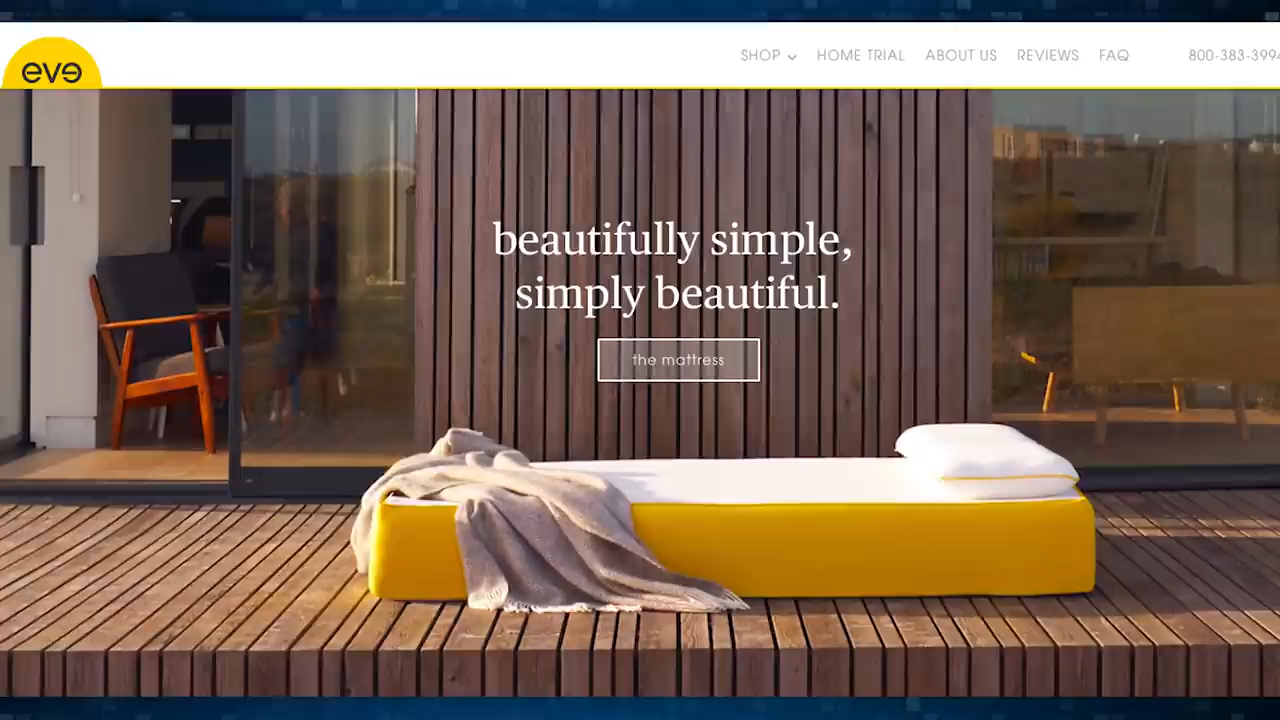 eve
SHOP HOME TRIAL ABOUT US REVIEWS FAQ 800-383-3994
beautifully simple,
simply beautiful.
the mattress